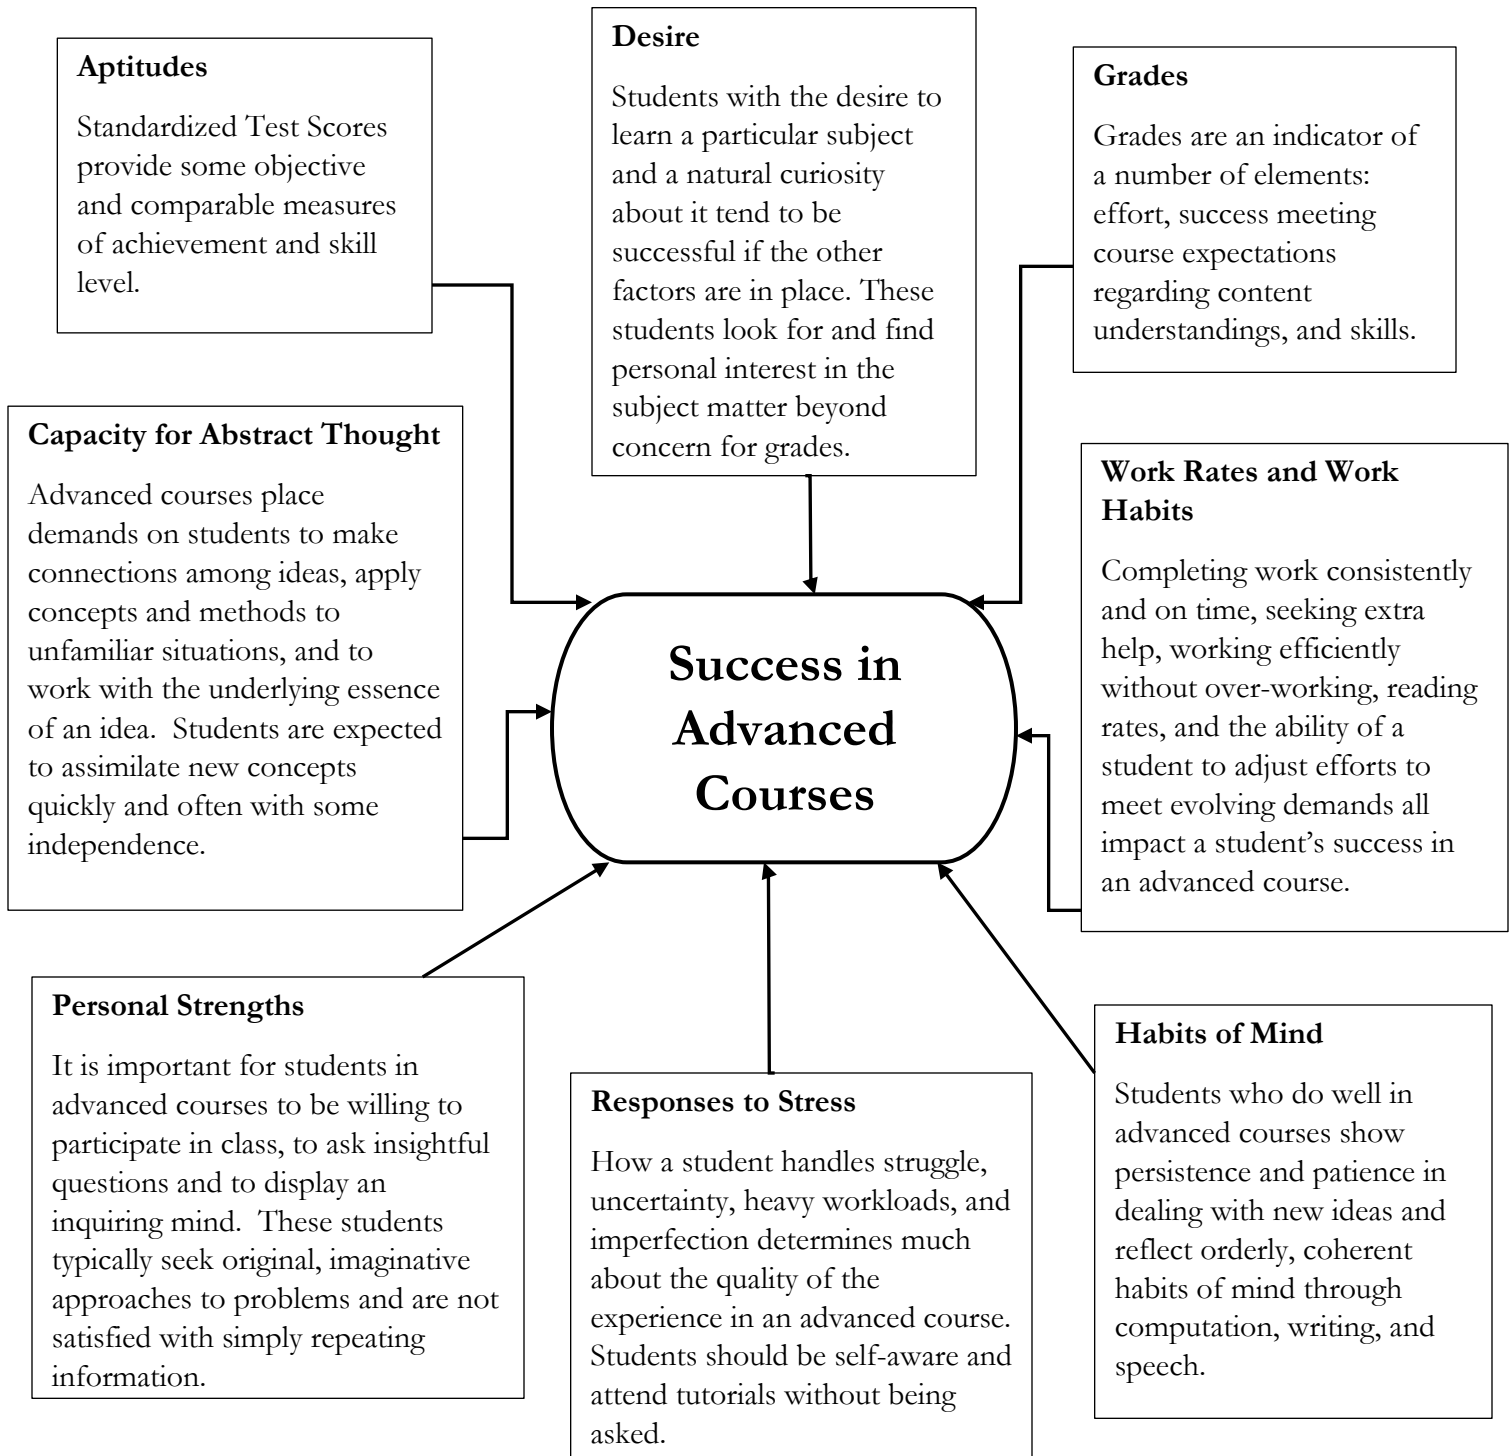 Aptitudes
Standardized Test Scores
provide some objective
and comparable measures
of achievement and skill
level.
Desire
Students with the desire to
learn a particular subject
and a natural curiosity
about it tend to be
successful if the other
factors are in place. These
students look for and find
personal interest in the
subject matter beyond
concern for grades.
Grades
Grades are an indicator of
a number of elements:
effort, success meeting
course expectations
regarding content
understandings, and skills.
Capacity for Abstract Thought
Advanced courses place
demands on students to make
connections among ideas, apply
concepts and methods to
unfamiliar situations, and to
work with the underlying essence
of an idea.  Students are expected
to assimilate new concepts
quickly and often with some
independence.
Success in
Advanced
Courses
Work Rates and Work
Habits
Completing work consistently
and on time, seeking extra
help, working efficiently
without over-working, reading
rates, and the ability of a
student to adjust efforts to
meet evolving demands all
impact a student’s success in
an advanced course.
Personal Strengths
It is important for students in
advanced courses to be willing to
participate in class, to ask insightful
questions and to display an
inquiring mind.  These students
typically seek original, imaginative
approaches to problems and are not
satisfied with simply repeating
information.
Responses to Stress
How a student handles struggle,
uncertainty, heavy workloads, and
imperfection determines much
about the quality of the
experience in an advanced course.
Students should be self-aware and
attend tutorials without being
asked.
Habits of Mind
Students who do well in
advanced courses show
persistence and patience in
dealing with new ideas and
reflect orderly, coherent
habits of mind through
computation, writing, and
speech.